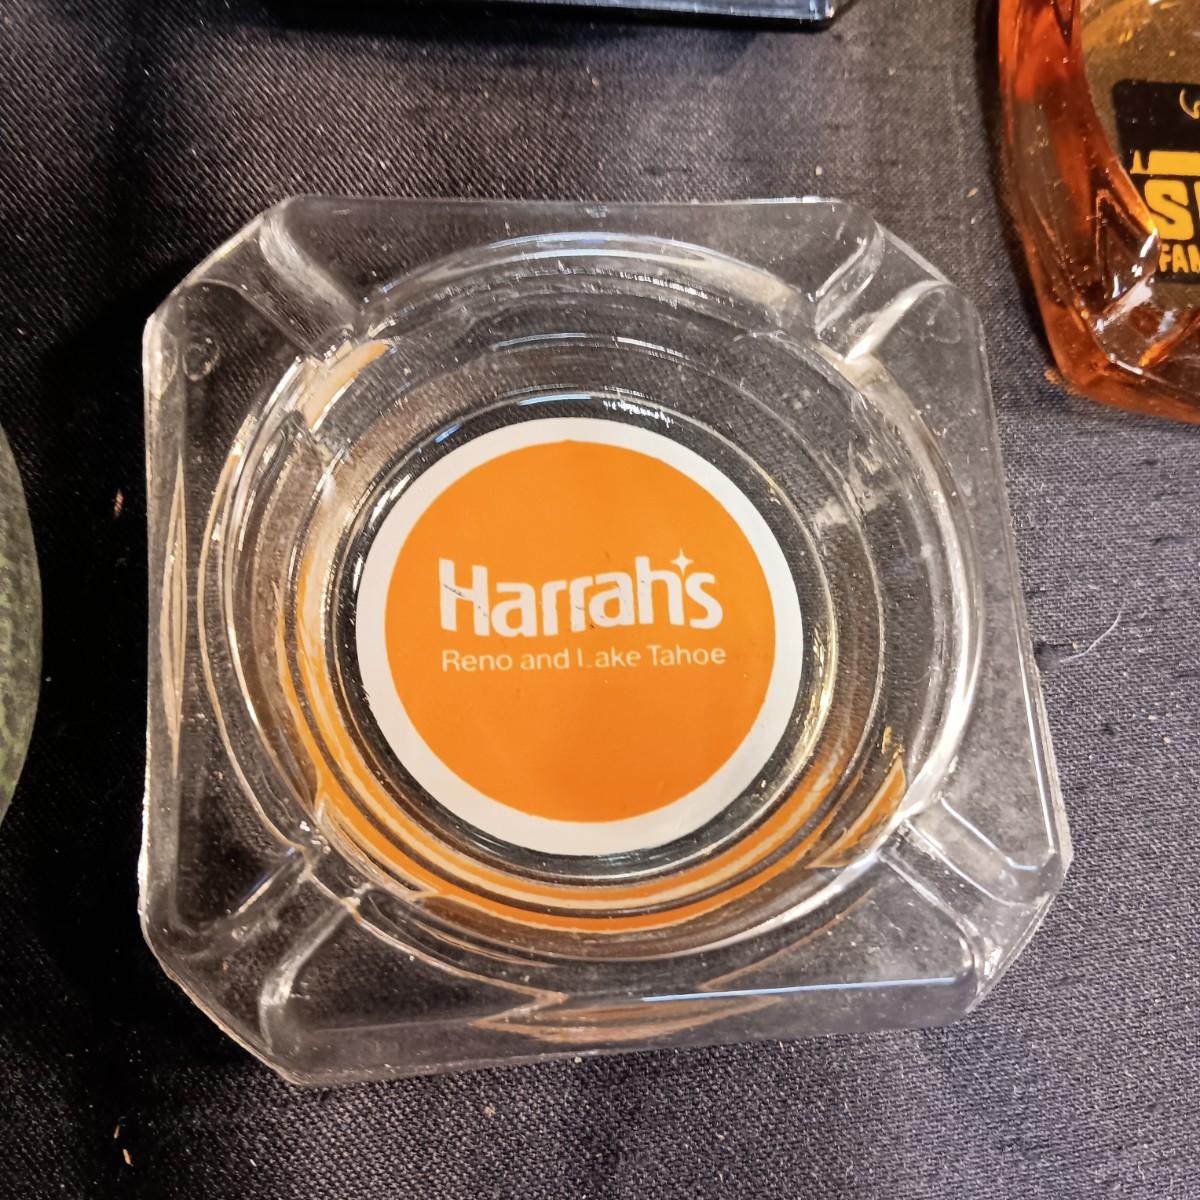 Harrah's
Reno and Lake Tahoe